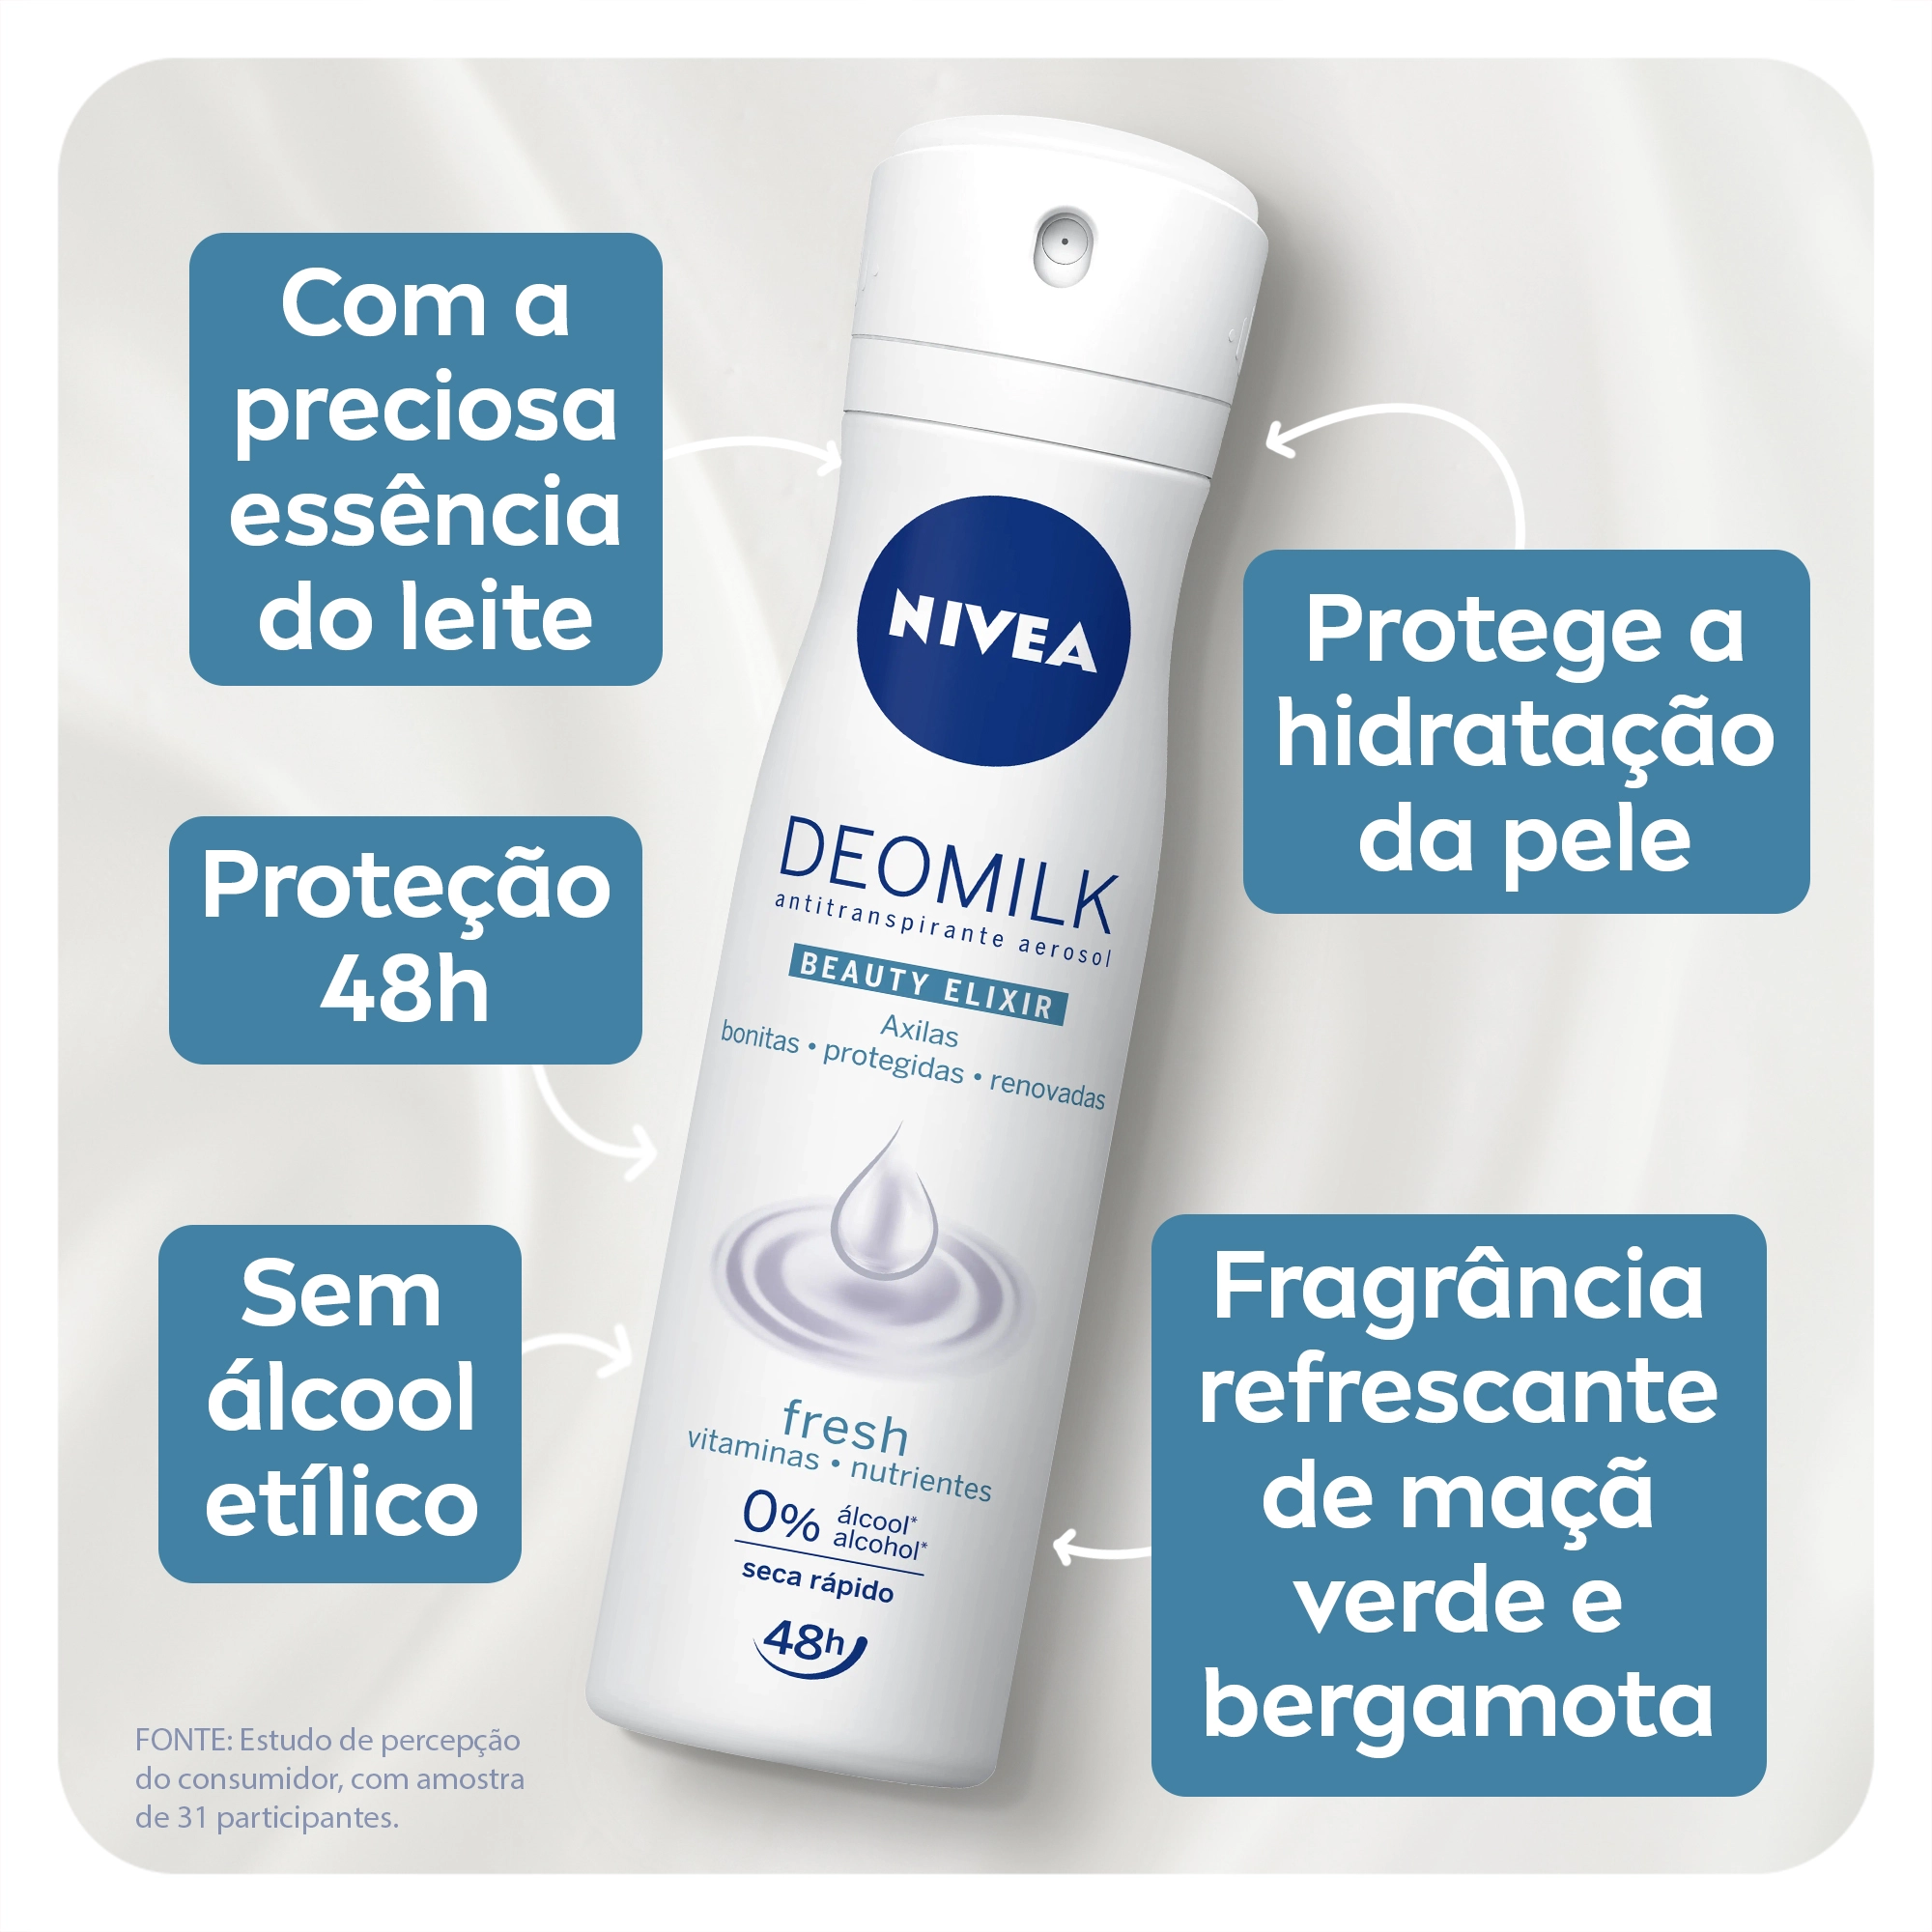 Com a
preciosa
essência
do leite
Protege a
hidratação
da pele
Proteção
48h
Sem
álcool
etílico
Fragrância
refrescante
de maçã
verde e
bergamota
NIVEA
DEOMILK
antitranspirante aerosol
BEAUTY ELIXIR
Axilas
bonitas • protegidas • renovadas
fresh
vitaminas • nutrientes
0% álcool*
alcohol*
seca rápido
48h
FONTE: Estudo de percepção
do consumidor, com amostra
de 31 participantes.